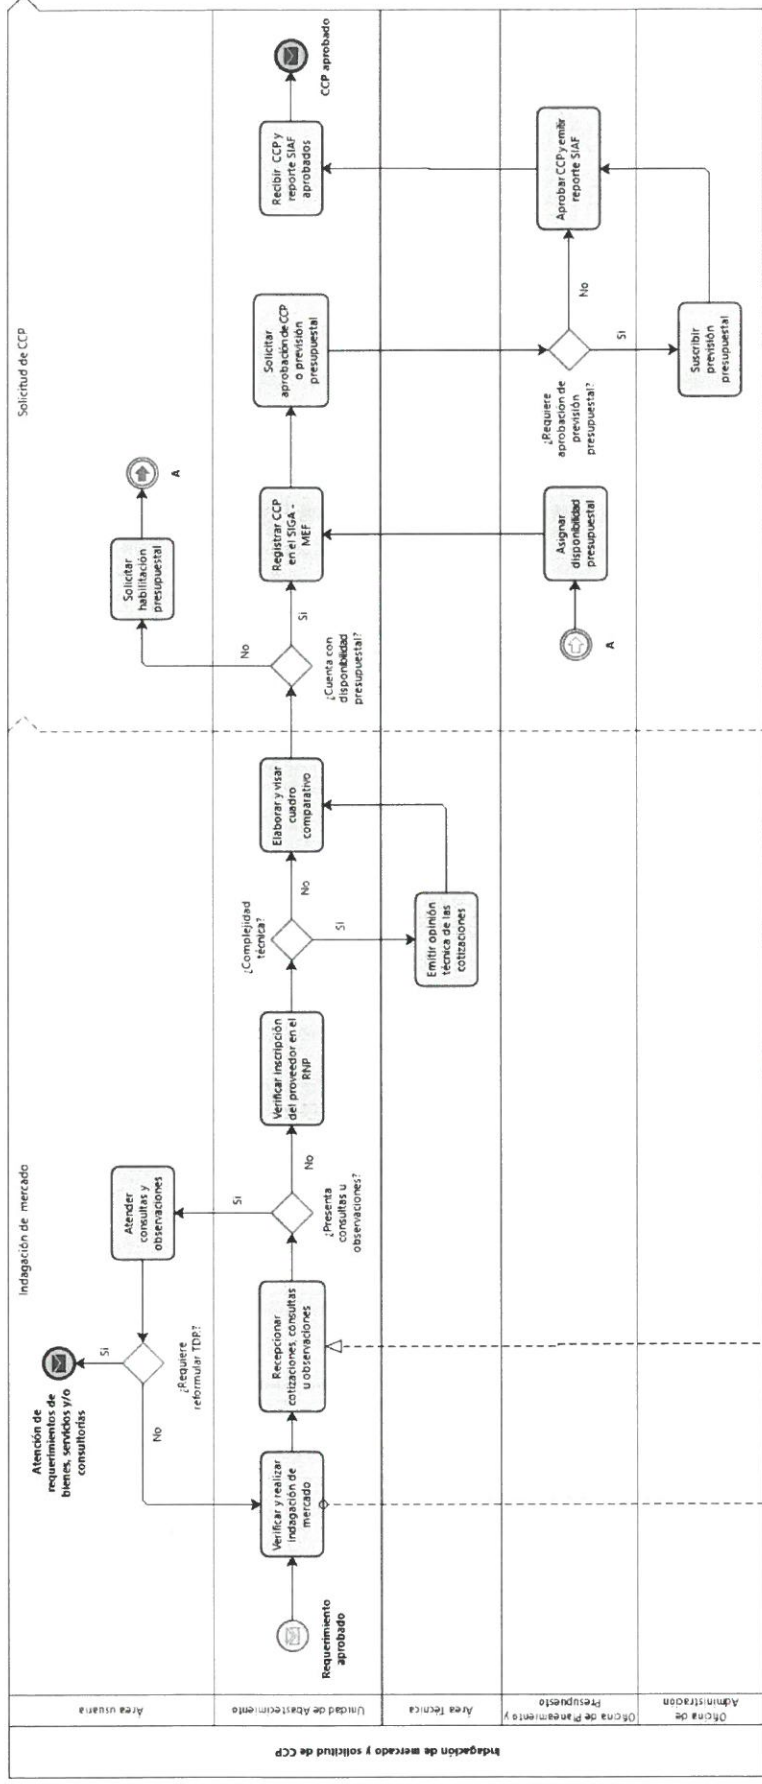 Indagación de mercado y solicitud de CCP
Indagación de mercado
Solicitud de CCP
Área usuaria
Atención de
requerimientos de
bienes, servicios y/o
consultorías
Si
¿Requiere
reformular TDR?
No
Atender
consultas y
observaciones
Si
Solicitar
habilitación
presupuestal
A
No
Unidad de Abastecimiento
Requerimiento
aprobado
Verificar y realizar
indagación de
mercado
Recepcionar
cotizaciones, consultas
u observaciones
¿Presenta
consultas u
observaciones?
No
Verificar inscripción
del proveedor en el
RNP
¿Complejidad
técnica?
No
Si
Elaborar y visar
cuadro
comparativo
¿Cuenta con
disponibilidad
presupuestal?
Si
Registrar CCP
en el SIGA -
MEF
Solicitar
aprobación de CCP
o previsión
presupuestal
Recibir CCP y
reporte SIAF
aprobados
CCP aprobado
Área Técnica
Emitir opinión
técnica de las
cotizaciones
Oficina de Planeamiento y
Presupuesto
A
Asignar
disponibilidad
presupuestal
¿Requiere
aprobación de
previsión
presupuestal?
No
Si
Aprobar CCP y emitir
reporte SIAF
Oficina de
Administración
Suscribir
previsión
presupuestal